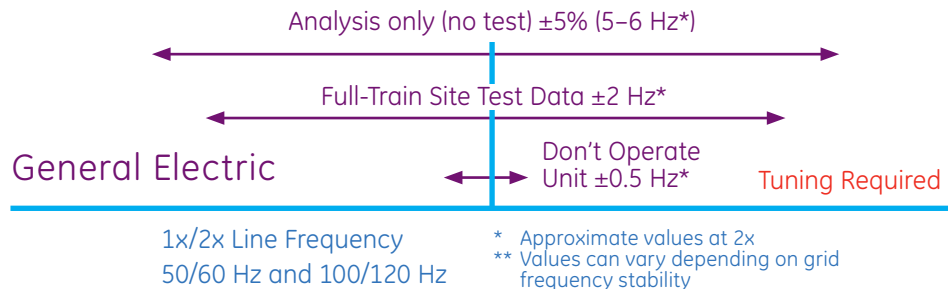 Analysis only (no test) ±5% (5–6 Hz*)
Full-Train Site Test Data ±2 Hz*
General Electric
Don't Operate
Unit ±0.5 Hz*
Tuning Required
1x/2x Line Frequency
50/60 Hz and 100/120 Hz
* Approximate values at 2x
** Values can vary depending on grid
frequency stability